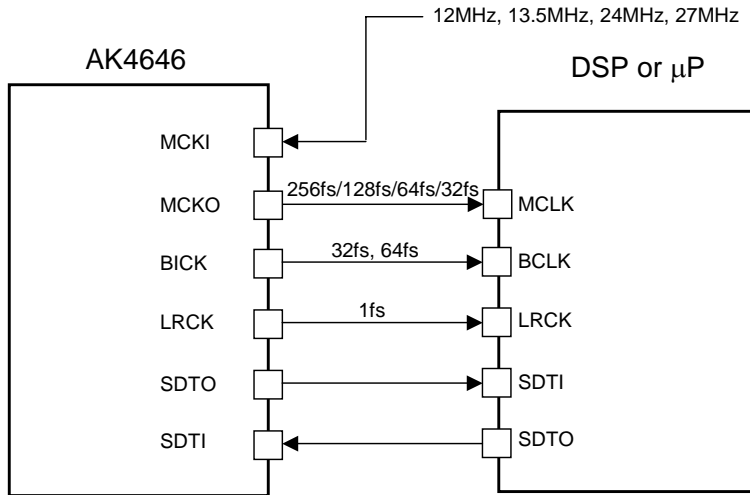 12MHz, 13.5MHz, 24MHz, 27MHz
AK4646
DSP or μP
MCKI
MCKO
256fs/128fs/64fs/32fs
MCLK
BICK
32fs, 64fs
BCLK
LRCK
1fs
LRCK
SDTO
SDTI
SDTI
SDTO